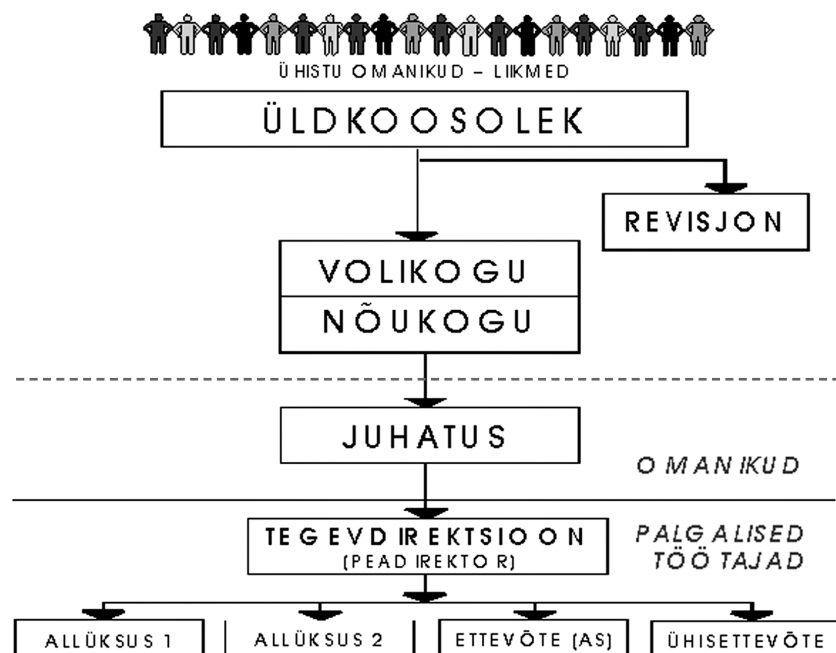 ÜHISTU OMANIKUD – LIIKMED
ÜLDKOOSOLEK
REVISJON
VOLIKOGU
NÕUKOGU
JUHATUS
OMANIKUD
TEGEVDIREKTSIOON
(PEADIREKTOR)
PALGALISED
TÖÖTAJAD
ALLÜKSUS 1
ALLÜKSUS 2
ETTEVÕTE (AS)
ÜHISETTEVÕTE